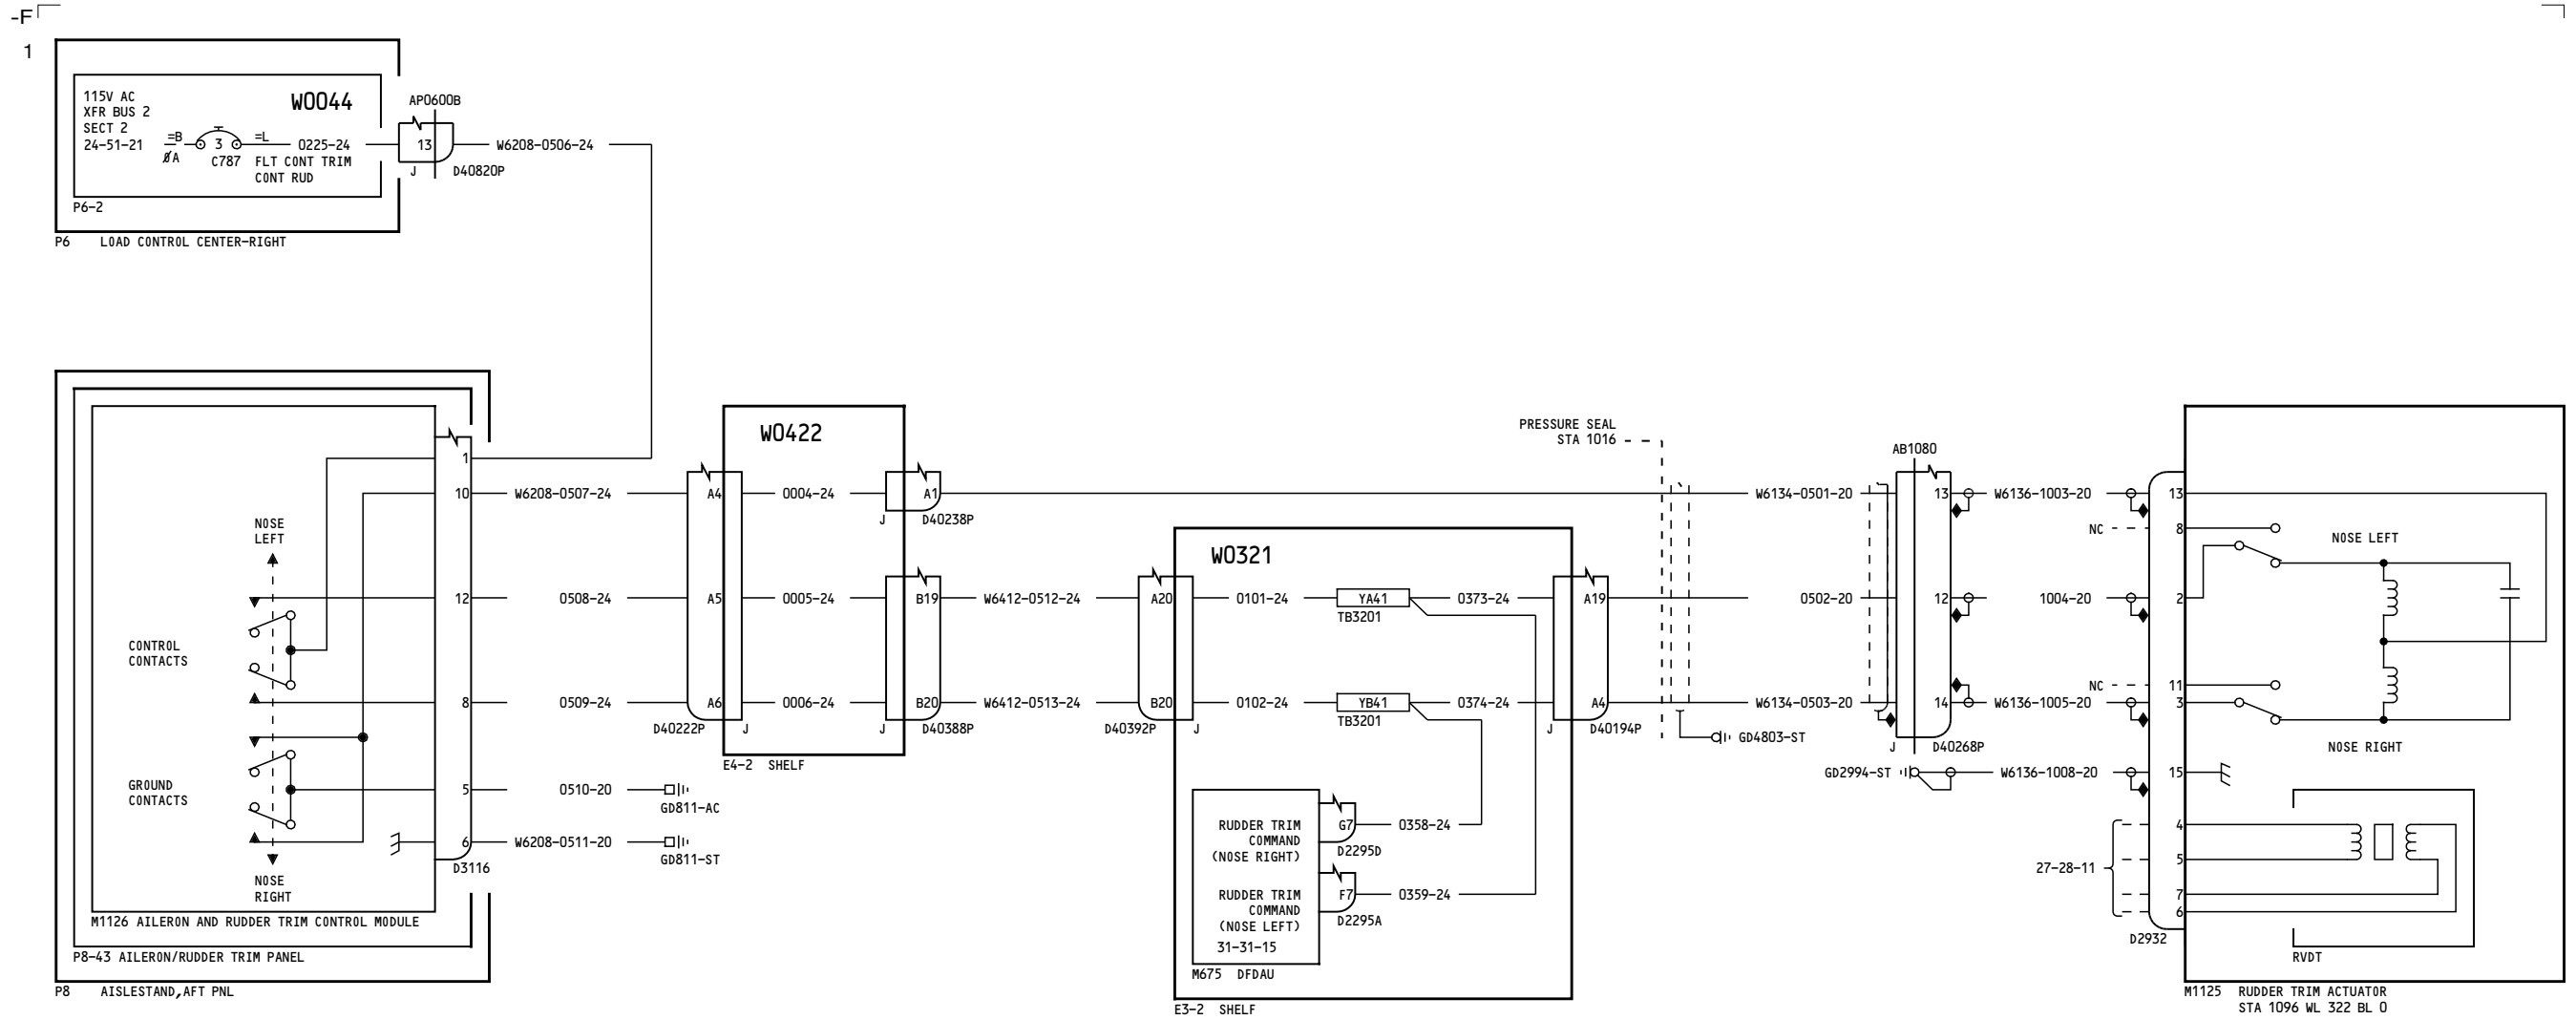 -F
1
115V AC
XFR BUS 2
SECT 2
24-51-21
W0044
=B
ØA
3
C787
=L
0225-24
FLT CONT TRIM
CONT RUD
P6-2
P6 LOAD CONTROL CENTER-RIGHT
AP0600B
13
J
D40820P
W6208-0506-24
NOSE
LEFT
CONTROL
CONTACTS
GROUND
CONTACTS
NOSE
RIGHT
1
10
12
8
5
6
D3116
M1126 AILERON AND RUDDER TRIM CONTROL MODULE
P8-43 AILERON/RUDDER TRIM PANEL
P8 AISLESTAND,AFT PNL
W6208-0507-24
0508-24
0509-24
0510-20
GD811-AC
W6208-0511-20
GD811-ST
W0422
A4
A5
A6
D40222P
J
0004-24
0005-24
0006-24
A1
J
D40238P
B19
B20
J
D40388P
E4-2 SHELF
W6412-0512-24
W6412-0513-24
W0321
A20
B20
D40392P
J
0101-24
YA41
TB3201
0373-24
0102-24
YB41
TB3201
0374-24
A19
A4
J
D40194P
RUDDER TRIM
COMMAND
(NOSE RIGHT)
G7
D2295D
0358-24
RUDDER TRIM
COMMAND
(NOSE LEFT)
F7
D2295A
0359-24
31-31-15
M675 DFDAU
E3-2 SHELF
PRESSURE SEAL
STA 1016
GD4803-ST
W6134-0501-20
0502-20
W6134-0503-20
AB1080
13
12
14
J
D40268P
GD2994-ST
W6136-1003-20
1004-20
W6136-1005-20
W6136-1008-20
NC
NC
27-28-11
13
8
2
11
3
15
4
5
7
6
D2932
NOSE LEFT
NOSE RIGHT
RVDT
M1125 RUDDER TRIM ACTUATOR
STA 1096 WL 322 BL 0